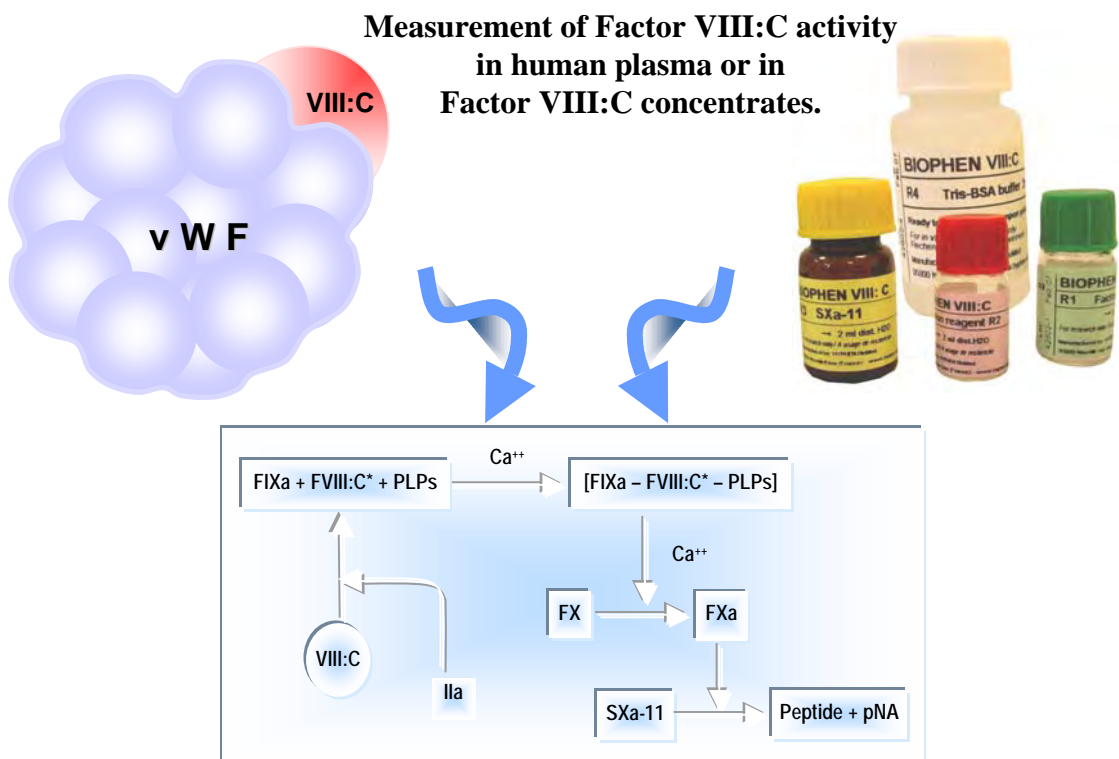 Measurement of Factor VIII:C activity
in human plasma or in
Factor VIII:C concentrates.
VIII:C
v W F
BIOPHEN VIII:C
R4 Tris-BSA buffer
BIOPHEN VIII: C
SXa-11
→ 2 ml dist. H2O
VIII:C
reagent R2
2 ml dist.H2O
BIOPHEN
R1
Ca⁺⁺
FIXa + FVIII:C* + PLPs
[FIXa – FVIII:C* – PLPs]
Ca⁺⁺
FX
FXa
VIII:C
IIa
SXa-11
Peptide + pNA